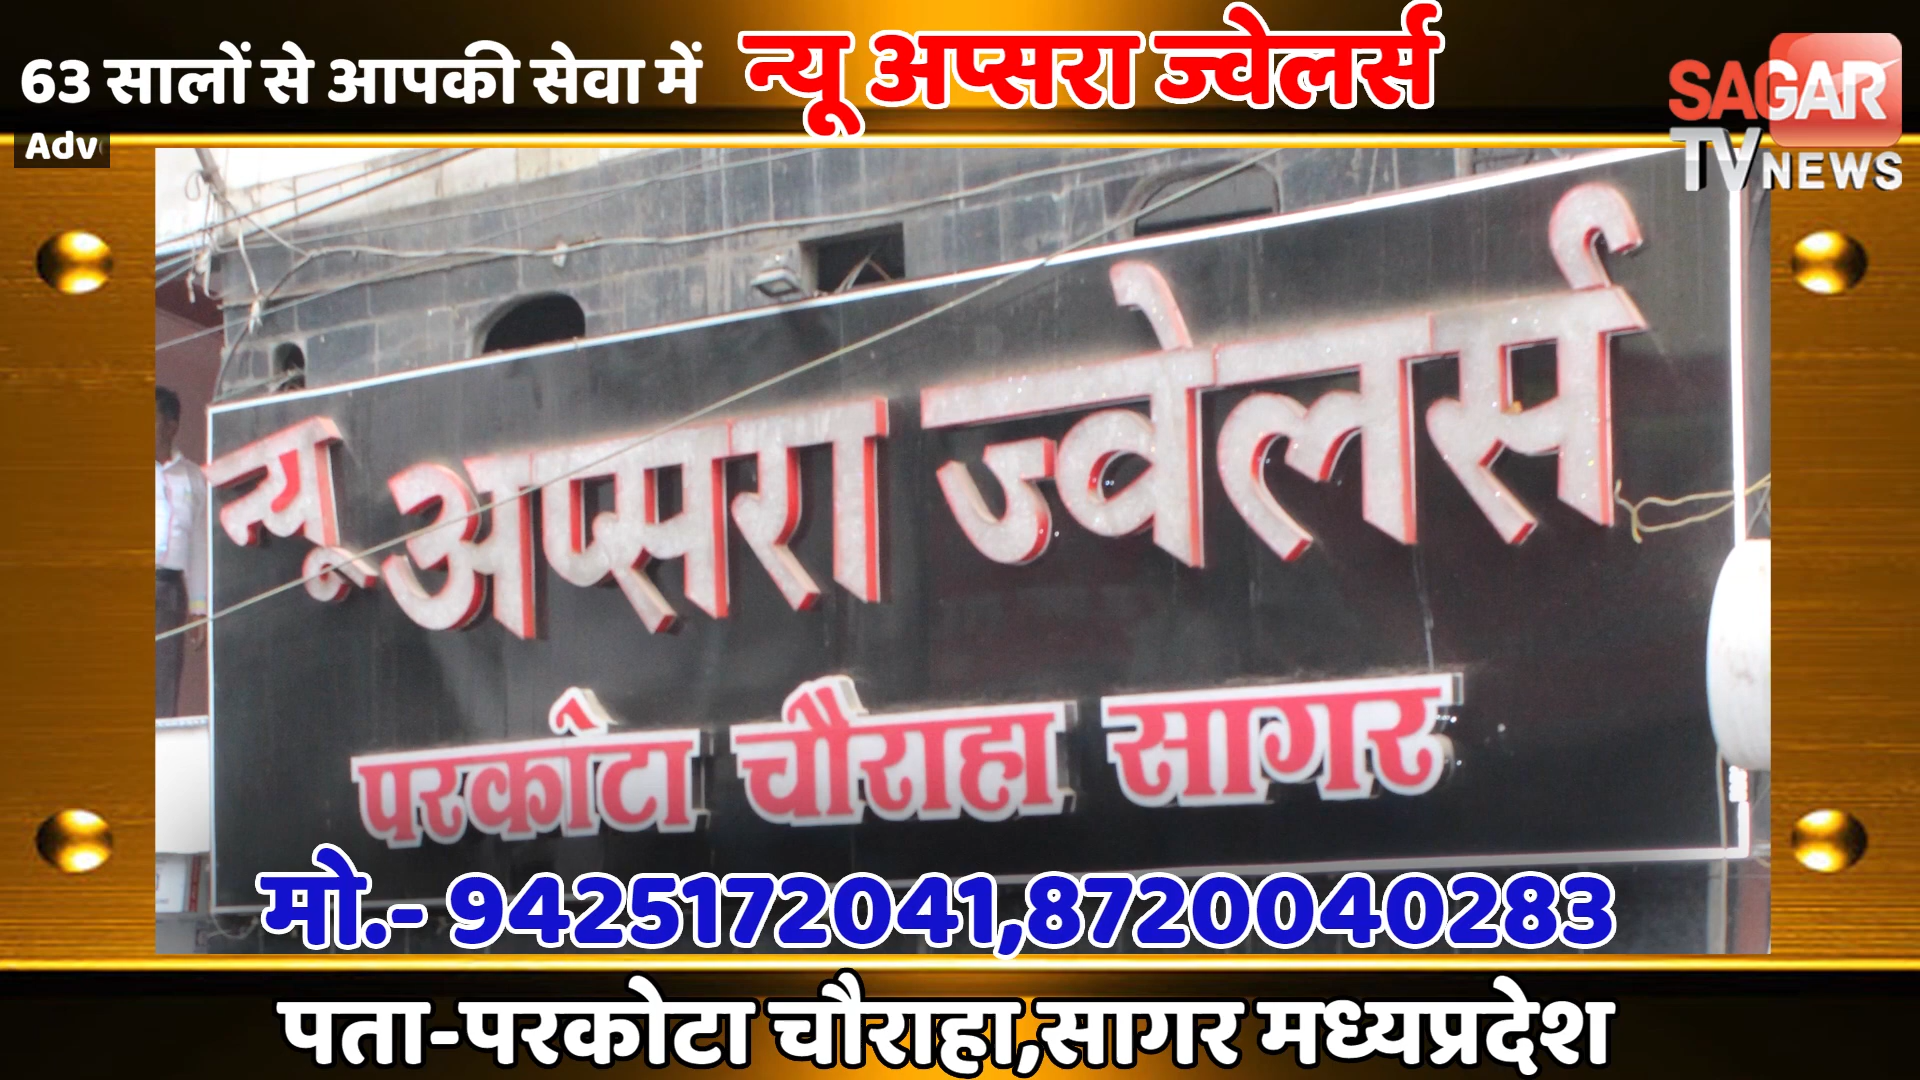 63 सालों से आपकी सेवा में न्यू अप्सरा ज्वेलर्स
SAGAR
TV NEWS
Adv
न्यू अप्सरा ज्वेलर्स
परकोटा चौराहा सागर
मो.- 9425172041,8720040283
पता-परकोटा चौराहा,सागर मध्यप्रदेश